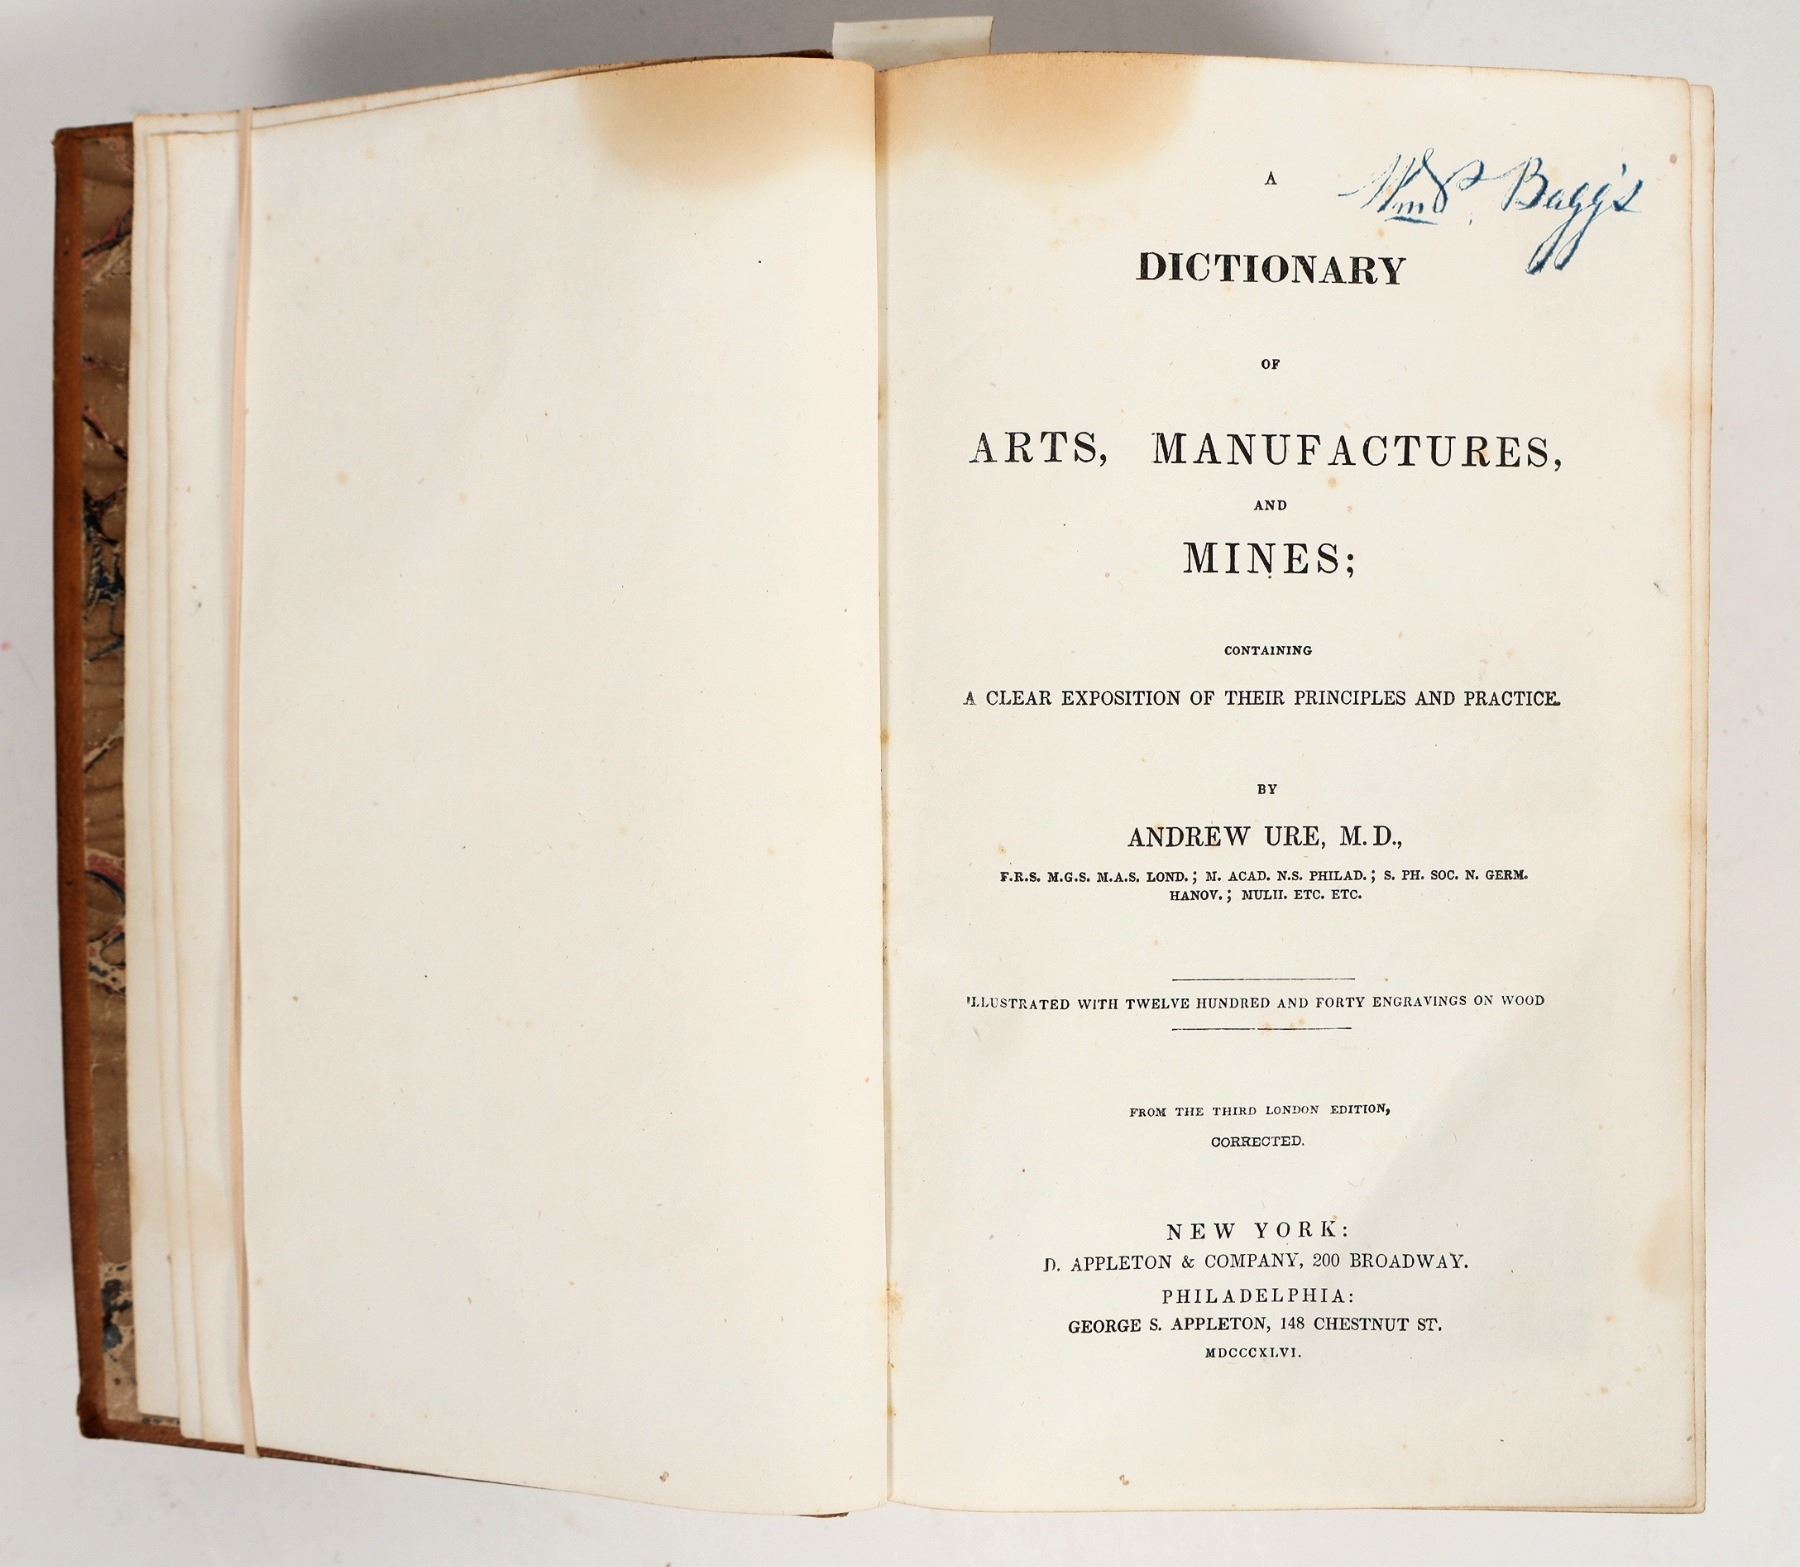 A
Wm P. Bagg's
DICTIONARY
OF
ARTS, MANUFACTURES,
AND
MINES;
CONTAINING
A CLEAR EXPOSITION OF THEIR PRINCIPLES AND PRACTICE.
BY
ANDREW URE, M.D.,
F.R.S. M.G.S. M.A.S. LOND.; M. ACAD. N.S. PHILAD.; S. PH. SOC. N. GERM.
HANOV.; MULII. ETC. ETC.
ILLUSTRATED WITH TWELVE HUNDRED AND FORTY ENGRAVINGS ON WOOD
FROM THE THIRD LONDON EDITION,
CORRECTED.
NEW YORK:
D. APPLETON & COMPANY, 200 BROADWAY.
PHILADELPHIA:
GEORGE S. APPLETON, 148 CHESTNUT ST.
MDCCCXLVI.